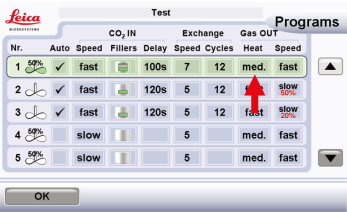 Leica
MICROSYSTEMS
Test
Programs
CO₂ IN Exchange Gas OUT
Nr. Auto Speed Fillers Delay Speed Cycles Heat Speed
1 50% ✓ fast 100s 7 12 med. fast
2 ✓ fast 120s 5 12 fast slow 50%
3 ✓ fast 120s 5 12 fast slow 20%
4 50% slow 5 med. fast
5 50% slow 5 med. fast
OK